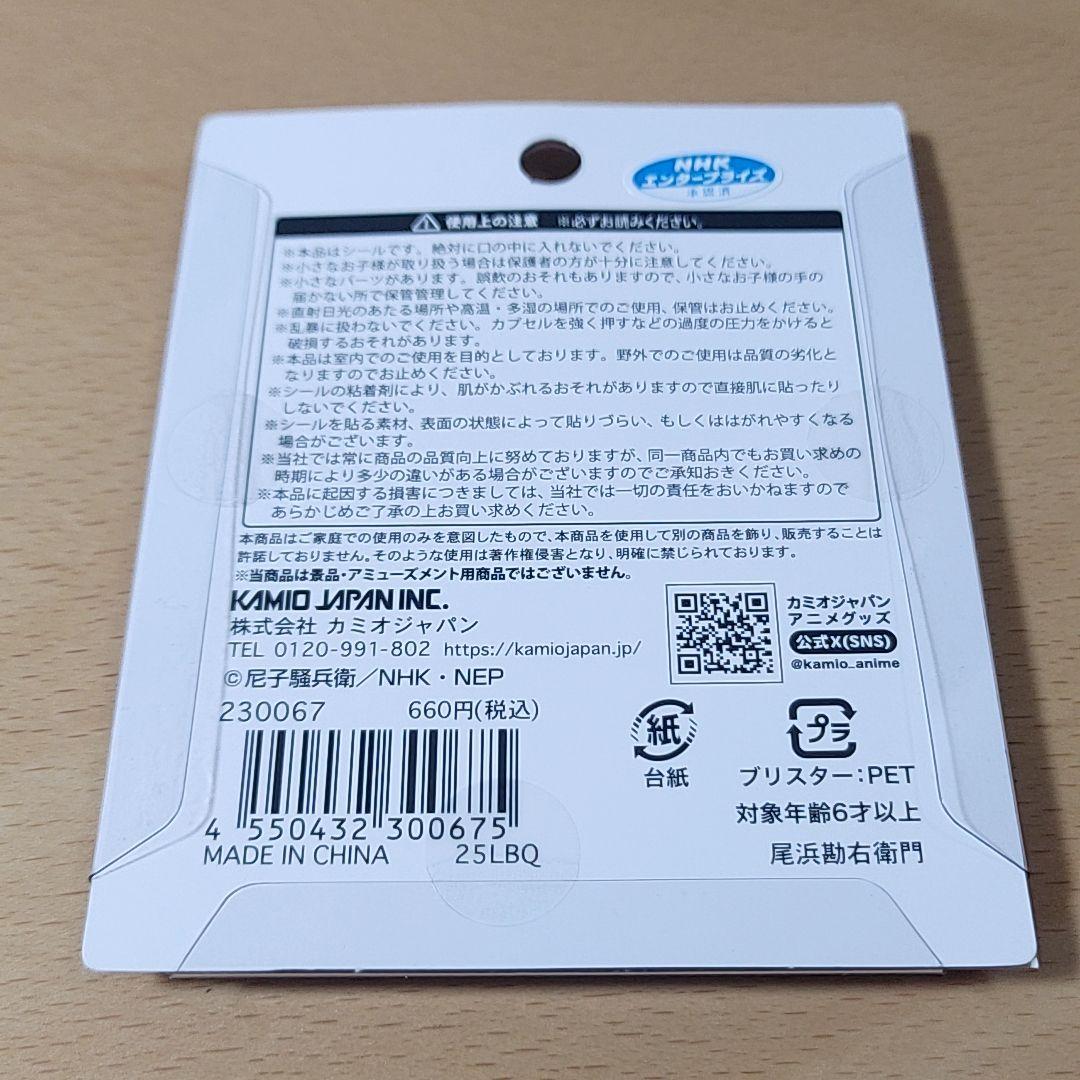 NHK
エンタープライズ
承認済
⚠ 使用上の注意 ※必ずお読みください。
※本品はシールです。絶対に口の中に入れないでください。
※小さなお子様が取り扱う場合は保護者の方が十分に注意してください。
※小さなパーツがあります。誤飲のおそれもありますので、小さなお子様の手の
届かない所で保管管理してください。
※直射日光のあたる場所や高温・多湿の場所でのご使用、保管はお止めください。
※乱暴に扱わないでください。カプセルを強く押すなどの過度の圧力をかけると
破損するおそれがあります。
※本品は室内でのご使用を目的としております。野外でのご使用は品質の劣化と
なりますのでお止めください。
※シールの粘着剤により、肌がかぶれるおそれがありますので直接肌に貼ったり
しないでください。
※シールを貼る素材、表面の状態によって貼りづらい、もしくははがれやすくなる
場合がございます。
※当社では常に商品の品質向上に努めておりますが、同一商品内でもお買い求めの
時期により多少の違いがある場合がございますのでご承知おきください。
※本品に起因する損害につきましては、当社では一切の責任をおいかねますので
あらかじめご了承の上お買い求めください。
本商品はご家庭での使用のみを意図したもので、本商品を使用して別の商品を飾り、販売することは
許諾しておりません。そのような使用は著作権侵害となり、明確に禁じられております。
※当商品は景品・アミューズメント用商品ではございません。
KAMIO JAPAN INC.
株式会社 カミオジャパン
TEL 0120-991-802 https://kamiojapan.jp/
カミオジャパン
アニメグッズ
公式X(SNS)
@kamio_anime
©尼子騒兵衛／NHK・NEP
230067 660円(税込)
紙
台紙
プラ
ブリスター：PET
対象年齢6才以上
4 550432 300675
MADE IN CHINA 25LBQ
尾浜勘右衛門